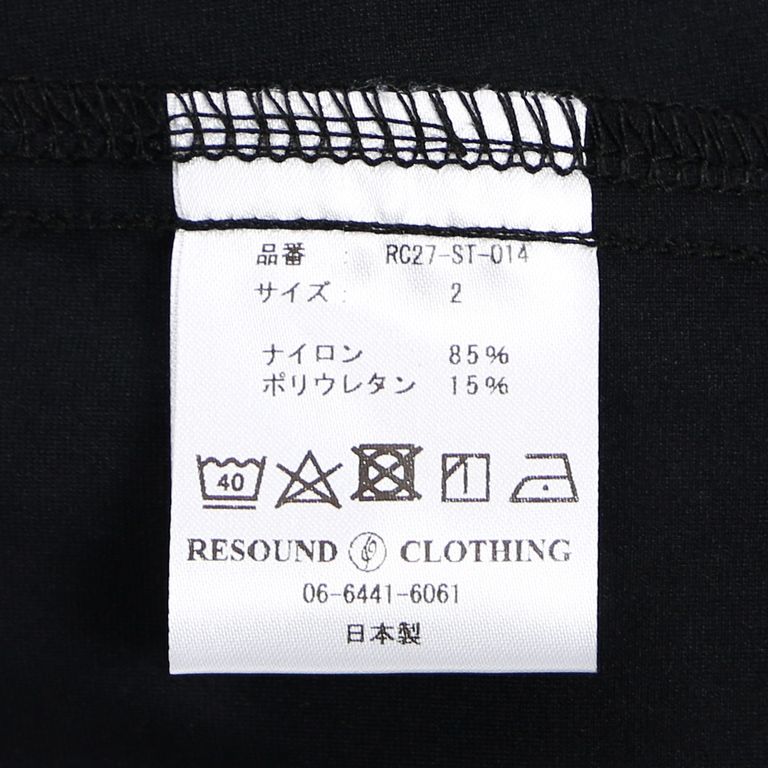 品番 : RC27-ST-014
サイズ : 2
ナイロン 85%
ポリウレタン 15%
40
RESOUND CLOTHING
06-6441-6061
日本製